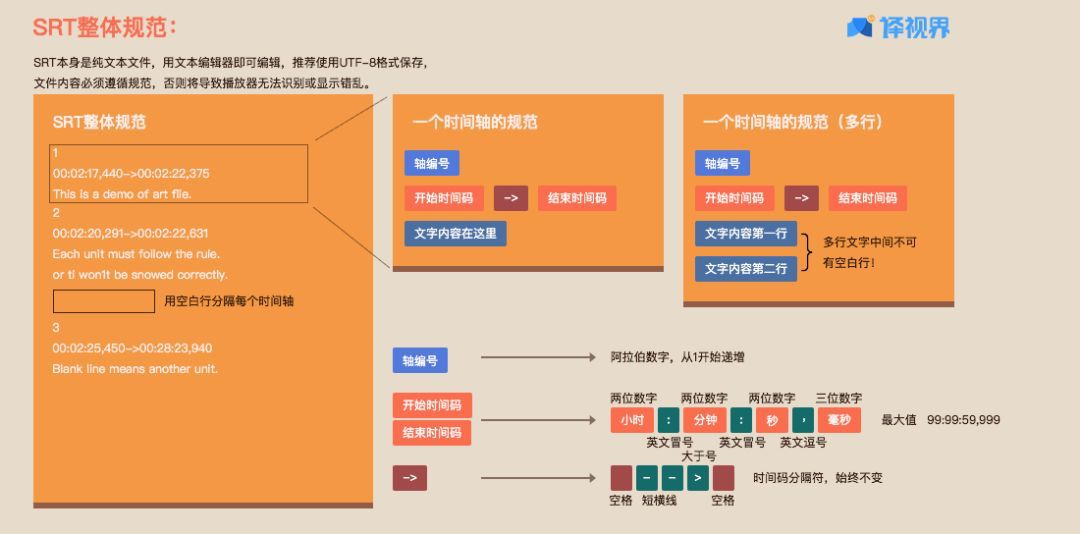 SRT整体规范：
译视界
SRT本身是纯文本文件，用文本编辑器即可编辑，推荐使用UTF-8格式保存，
文件内容必须遵循规范，否则将导致播放器无法识别或显示错乱。
SRT整体规范
1
00:02:17,440->00:02:22,375
This is a demo of art file.
2
00:02:20,291->00:02:22,631
Each unit must follow the rule.
or ti won1t be snowed correctly.
用空白行分隔每个时间轴
3
00:02:25,450->00:28:23,940
Blank line means another unit.
一个时间轴的规范
轴编号
开始时间码 -> 结束时间码
文字内容在这里
一个时间轴的规范（多行）
轴编号
开始时间码 -> 结束时间码
文字内容第一行
文字内容第二行
多行文字中间不可
有空白行！
轴编号
阿拉伯数字，从1开始递增
开始时间码
结束时间码
两位数字 两位数字 两位数字 三位数字
小时 : 分钟 : 秒 , 毫秒
最大值 99:99:59,999
英文冒号 英文冒号 英文逗号
->
大于号
- - >
空格 短横线 空格
时间码分隔符，始终不变